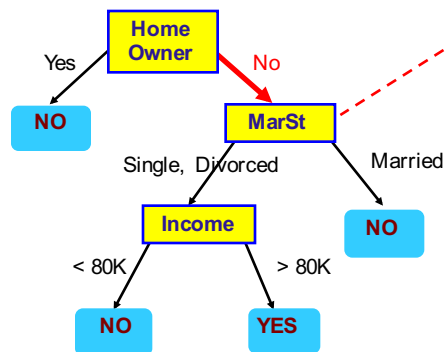 Home
Owner
Yes
No
NO
MarSt
Single, Divorced
Married
Income
NO
< 80K
> 80K
NO
YES